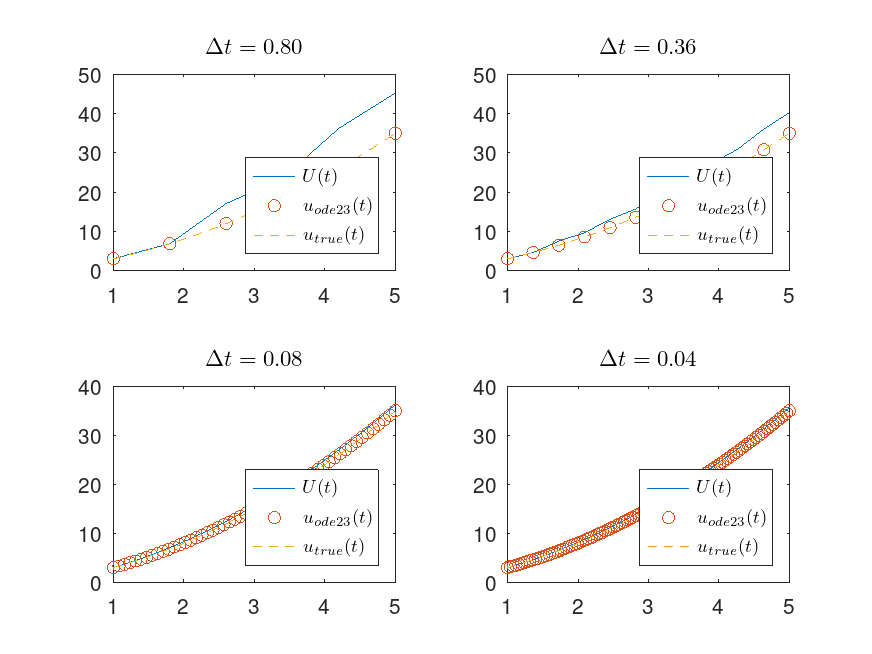 Δt = 0.80
50
40
30
20
10
0
1 2 3 4 5
U(t)
u_ode23(t)
u_true(t)
Δt = 0.36
50
40
30
20
10
0
1 2 3 4 5
U(t)
u_ode23(t)
u_true(t)
Δt = 0.08
40
30
20
10
0
1 2 3 4 5
U(t)
u_ode23(t)
u_true(t)
Δt = 0.04
40
30
20
10
0
1 2 3 4 5
U(t)
u_ode23(t)
u_true(t)